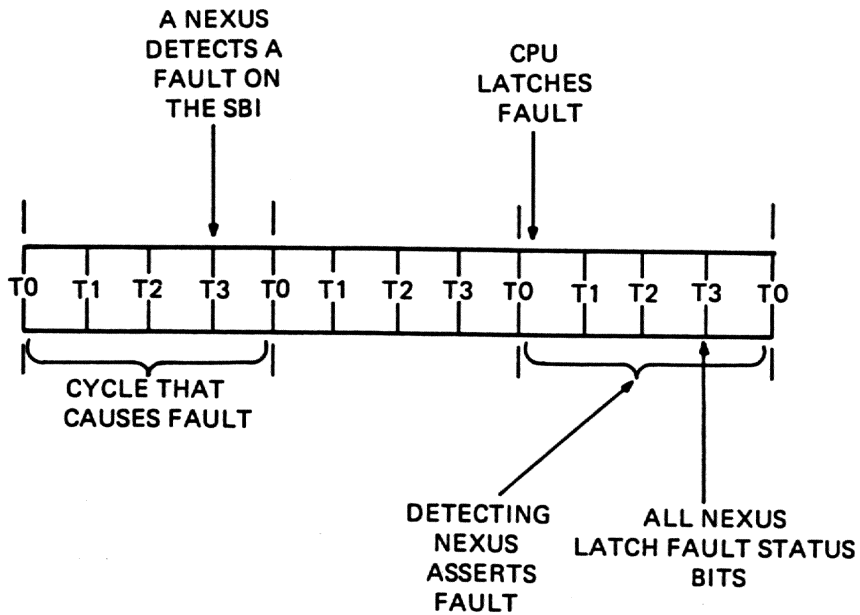 A NEXUS
DETECTS A
FAULT ON
THE SBI
CPU
LATCHES
FAULT
T0 T1 T2 T3 T0 T1 T2 T3 T0 T1 T2 T3 T0
CYCLE THAT
CAUSES FAULT
DETECTING
NEXUS
ASSERTS
FAULT
ALL NEXUS
LATCH FAULT STATUS
BITS